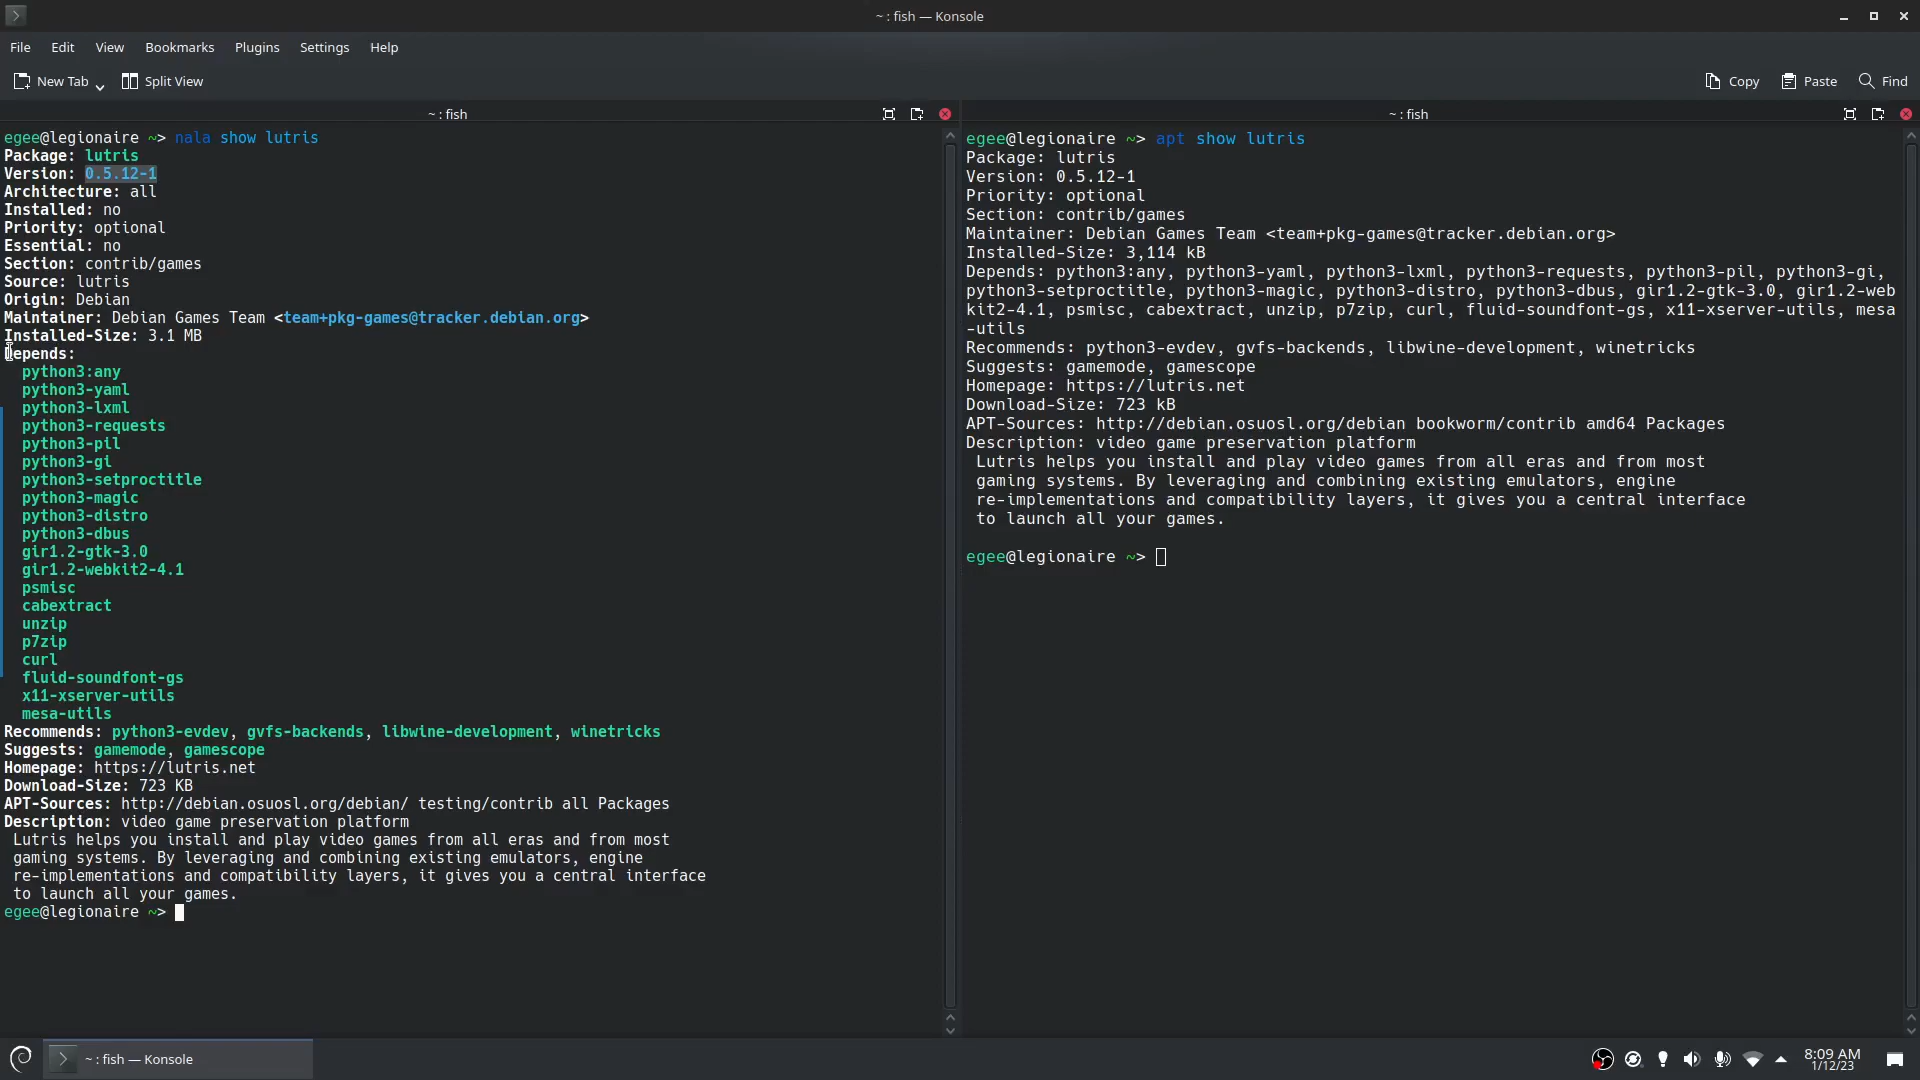 ~ : fish — Konsole
File Edit View Bookmarks Plugins Settings Help
New Tab Split View Copy Paste Find
~ : fish
egee@legionaire ~> nala show lutris
Package: lutris
Version: 0.5.12-1
Architecture: all
Installed: no
Priority: optional
Essential: no
Section: contrib/games
Source: lutris
Origin: Debian
Maintainer: Debian Games Team <team+pkg-games@tracker.debian.org>
Installed-Size: 3.1 MB
Depends:
python3:any
python3-yaml
python3-lxml
python3-requests
python3-pil
python3-gi
python3-setproctitle
python3-magic
python3-distro
python3-dbus
gir1.2-gtk-3.0
gir1.2-webkit2-4.1
psmisc
cabextract
unzip
p7zip
curl
fluid-soundfont-gs
x11-xserver-utils
mesa-utils
Recommends: python3-evdev, gvfs-backends, libwine-development, winetricks
Suggests: gamemode, gamescope
Homepage: https://lutris.net
Download-Size: 723 KB
APT-Sources: http://debian.osuosl.org/debian/ testing/contrib all Packages
Description: video game preservation platform
Lutris helps you install and play video games from all eras and from most
gaming systems. By leveraging and combining existing emulators, engine
re-implementations and compatibility layers, it gives you a central interface
to launch all your games.
egee@legionaire ~>
~ : fish
egee@legionaire ~> apt show lutris
Package: lutris
Version: 0.5.12-1
Priority: optional
Section: contrib/games
Maintainer: Debian Games Team <team+pkg-games@tracker.debian.org>
Installed-Size: 3,114 kB
Depends: python3:any, python3-yaml, python3-lxml, python3-requests, python3-pil, python3-gi,
python3-setproctitle, python3-magic, python3-distro, python3-dbus, gir1.2-gtk-3.0, gir1.2-web
kit2-4.1, psmisc, cabextract, unzip, p7zip, curl, fluid-soundfont-gs, x11-xserver-utils, mesa
-utils
Recommends: python3-evdev, gvfs-backends, libwine-development, winetricks
Suggests: gamemode, gamescope
Homepage: https://lutris.net
Download-Size: 723 kB
APT-Sources: http://debian.osuosl.org/debian bookworm/contrib amd64 Packages
Description: video game preservation platform
Lutris helps you install and play video games from all eras and from most
gaming systems. By leveraging and combining existing emulators, engine
re-implementations and compatibility layers, it gives you a central interface
to launch all your games.
egee@legionaire ~>
~ : fish — Konsole
8:09 AM
1/12/23